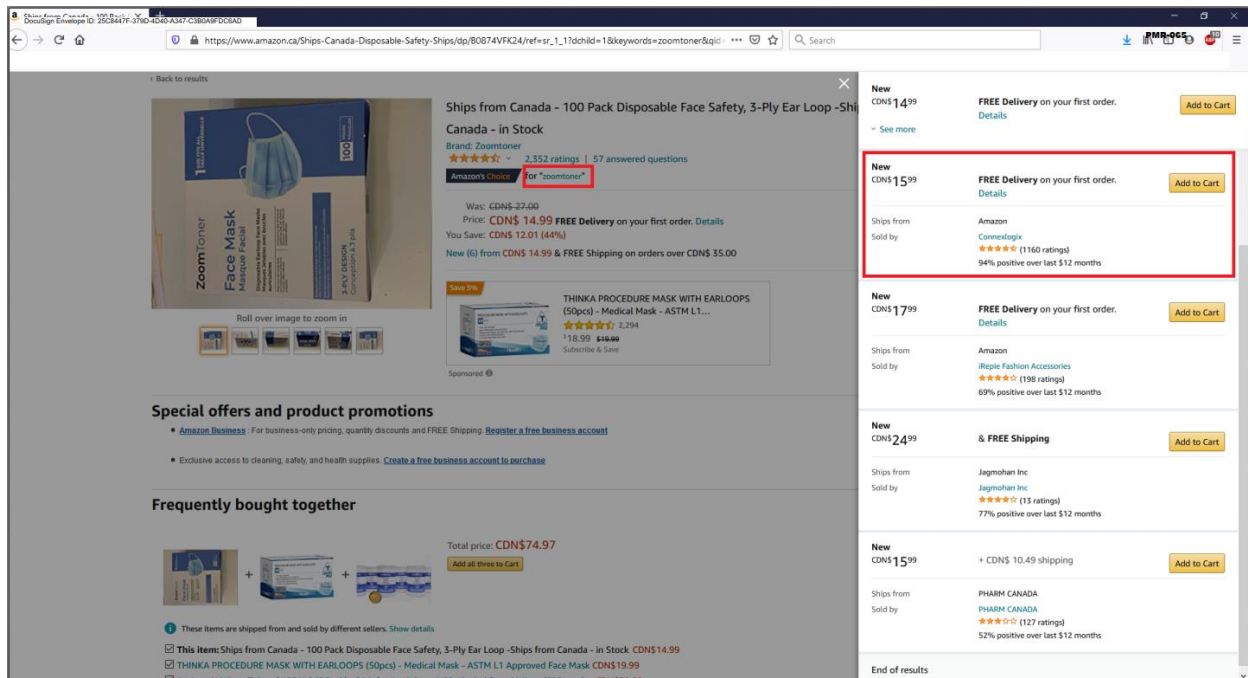 DocuSign Envelope ID: 25C8447F-379D-4D40-A347-C3B0A9FDC6AD
https://www.amazon.ca/Ships-Canada-Disposable-Safety-Ships/dp/B0874VFK24/ref=sr_1_1?dchild=1&keywords=zoomtoner&qid
Search
PMR-065
Back to results
Ships from Canada - 100 Pack Disposable Face Safety, 3-Ply Ear Loop -Ship
Canada - in Stock
Brand: Zoomtoner
2,352 ratings | 57 answered questions
Amazon's Choice for "zoomtoner"
Was: CDN$ 27.00
Price: CDN$ 14.99 FREE Delivery on your first order. Details
You Save: CDN$ 12.01 (44%)
New (6) from CDN$ 14.99 & FREE Shipping on orders over CDN$ 35.00
ZoomToner
Face Mask
Masque Facial
3-PLY DESIGN
Conception à 3 plis
100
Roll over image to zoom in
Save 5%
THINKA PROCEDURE MASK WITH EARLOOPS
(50pcs) - Medical Mask - ASTM L1...
2,294
$18.99 $19.99
Subscribe & Save
Sponsored
Special offers and product promotions
Amazon Business : For business-only pricing, quantity discounts and FREE Shipping. Register a free business account
Exclusive access to cleaning, safety, and health supplies. Create a free business account to purchase
Frequently bought together
Total price: CDN$74.97
Add all three to Cart
These items are shipped from and sold by different sellers. Show details
This item: Ships from Canada - 100 Pack Disposable Face Safety, 3-Ply Ear Loop -Ships from Canada - in Stock CDN$14.99
THINKA PROCEDURE MASK WITH EARLOOPS (50pcs) - Medical Mask - ASTM L1 Approved Face Mask CDN$19.99
New
CDN$14.99 FREE Delivery on your first order. Add to Cart
Details
See more
New
CDN$15.99 FREE Delivery on your first order. Add to Cart
Details
Ships from Amazon
Sold by Connexlogix
(1160 ratings)
94% positive over last $12 months
New
CDN$17.99 FREE Delivery on your first order. Add to Cart
Details
Ships from Amazon
Sold by iRepie Fashion Accessories
(198 ratings)
69% positive over last $12 months
New
CDN$24.99 & FREE Shipping Add to Cart
Ships from Jagmohan Inc
Sold by Jagmohan Inc
(13 ratings)
77% positive over last $12 months
New
CDN$15.99 + CDN$ 10.49 shipping Add to Cart
Ships from PHARM CANADA
Sold by PHARM CANADA
(127 ratings)
52% positive over last $12 months
End of results